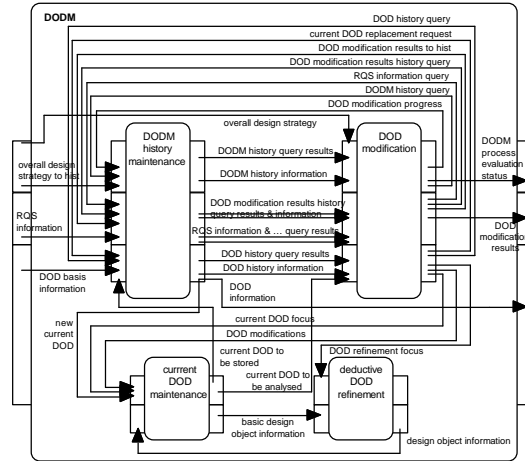 DODM
DOD history query
current DOD replacement request
DOD modification results to hist
DOD modification results history query
RQS information query
DODM history query
DOD modification progress
overall design strategy
DODM
history
maintenance
DOD
modification
DODM
process
evaluation
status
overall design
strategy to hist
DODM history query results
DODM history information
RQS
information
DOD modification results history
query results & information
RQS information & ... query results
DOD
modification
results
DOD history query results
DOD history information
DOD basis
information
DOD
information
new
current
DOD
current DOD focus
DOD modifications
current DOD to
be stored
DOD refinement focus
current DOD to
be analysed
currrent
DOD
maintenance
deductive
DOD
refinement
basic design
object information
design object information